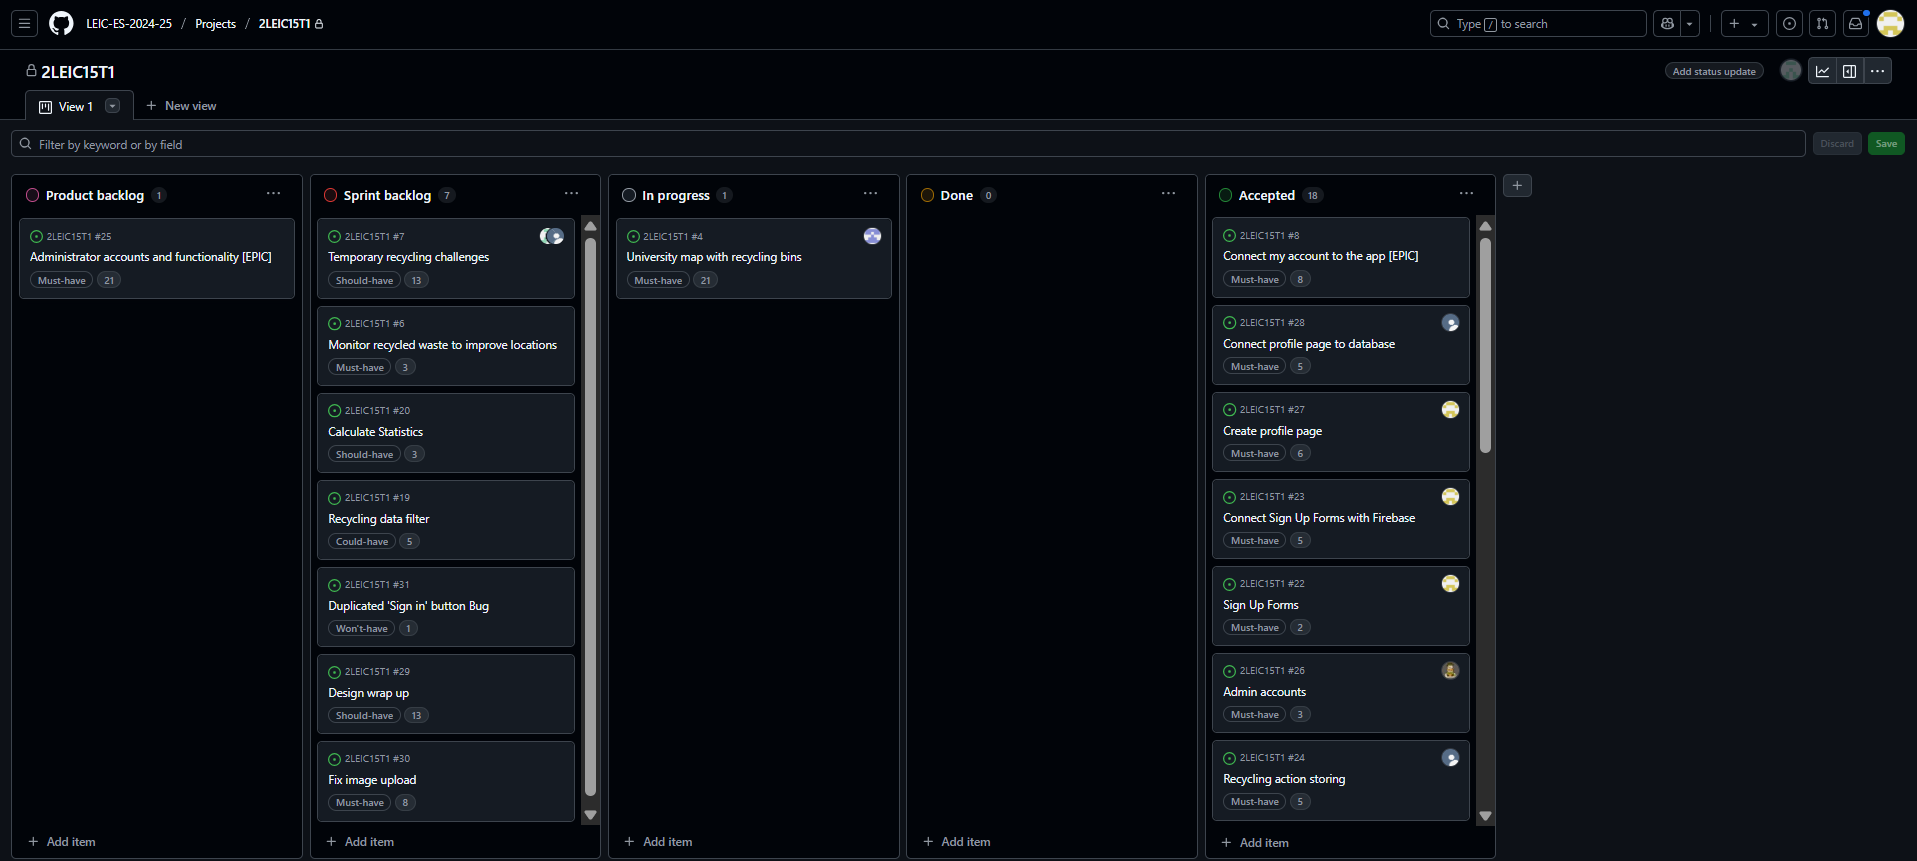 LEIC-ES-2024-25 / Projects / 2LEIC15T1
Type / to search
2LEIC15T1
Add status update
View 1
New view
Filter by keyword or by field
Discard
Save
Product backlog 1
2LEIC15T1 #25
Administrator accounts and functionality [EPIC]
Must-have 21
Add item
Sprint backlog 7
2LEIC15T1 #7
Temporary recycling challenges
Should-have 13
2LEIC15T1 #6
Monitor recycled waste to improve locations
Must-have 3
2LEIC15T1 #20
Calculate Statistics
Should-have 3
2LEIC15T1 #19
Recycling data filter
Could-have 5
2LEIC15T1 #31
Duplicated 'Sign in' button Bug
Won't-have 1
2LEIC15T1 #29
Design wrap up
Should-have 13
2LEIC15T1 #30
Fix image upload
Must-have 8
Add item
In progress 1
2LEIC15T1 #4
University map with recycling bins
Must-have 21
Add item
Done 0
Add item
Accepted 18
2LEIC15T1 #8
Connect my account to the app [EPIC]
Must-have 8
2LEIC15T1 #28
Connect profile page to database
Must-have 5
2LEIC15T1 #27
Create profile page
Must-have 6
2LEIC15T1 #23
Connect Sign Up Forms with Firebase
Must-have 5
2LEIC15T1 #22
Sign Up Forms
Must-have 2
2LEIC15T1 #26
Admin accounts
Must-have 3
2LEIC15T1 #24
Recycling action storing
Must-have 5
Add item